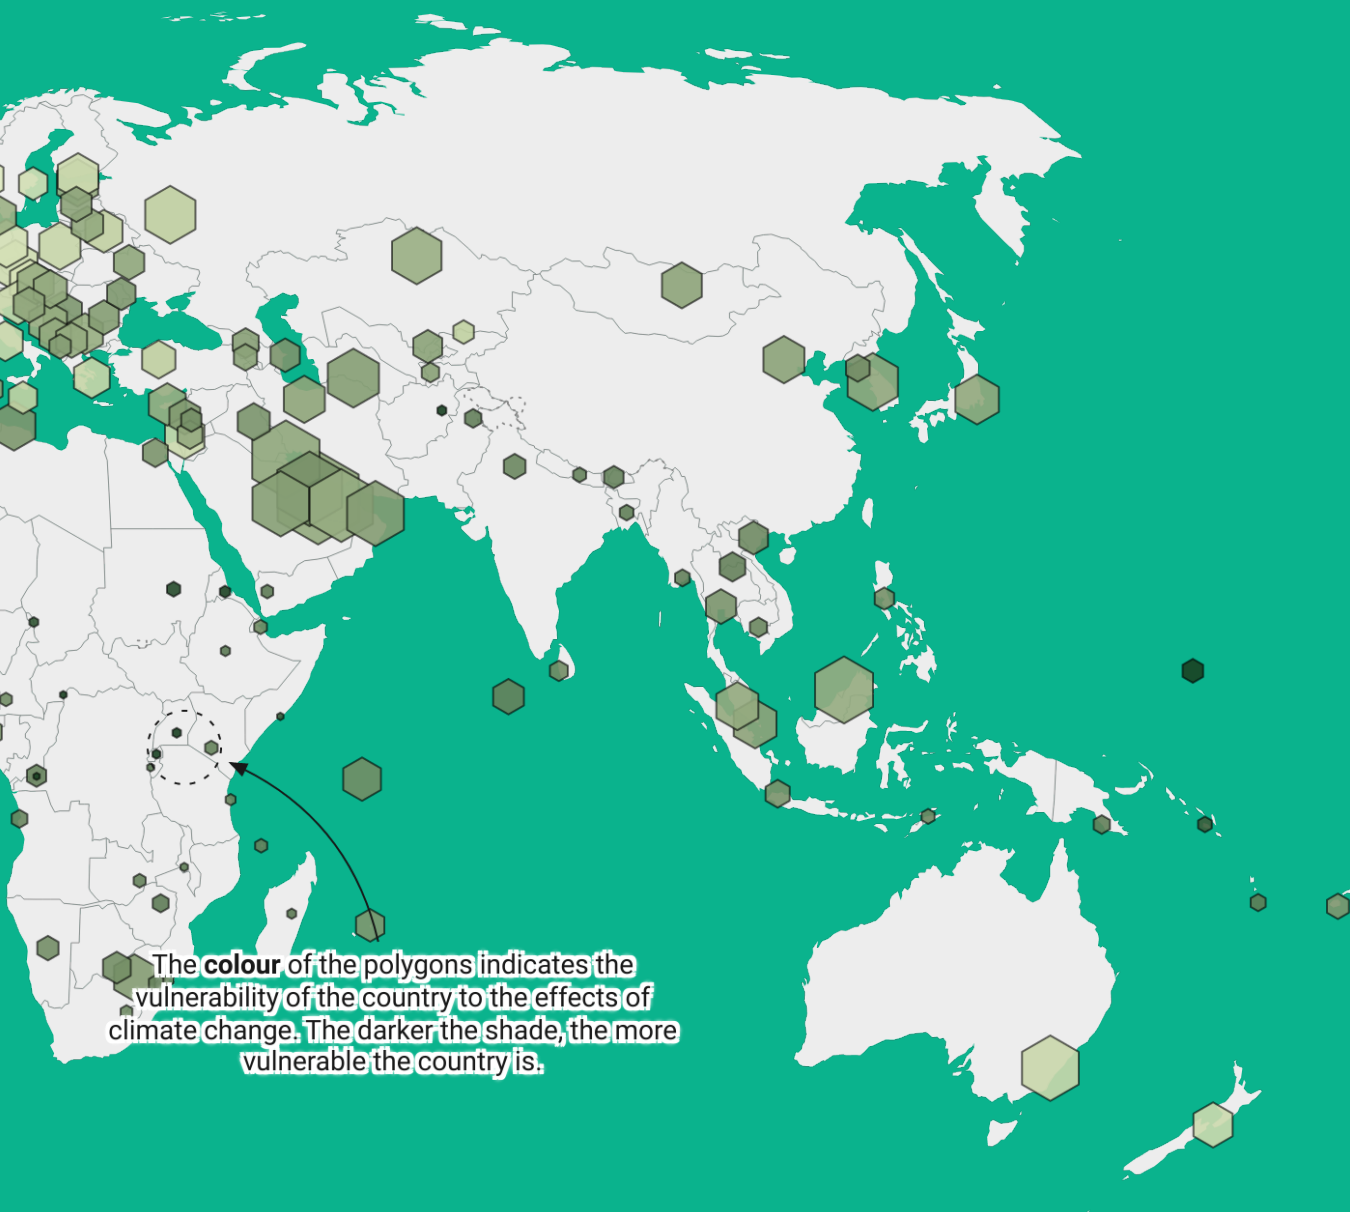 The colour of the polygons indicates the
vulnerability of the country to the effects of
climate change. The darker the shade, the more
vulnerable the country is.